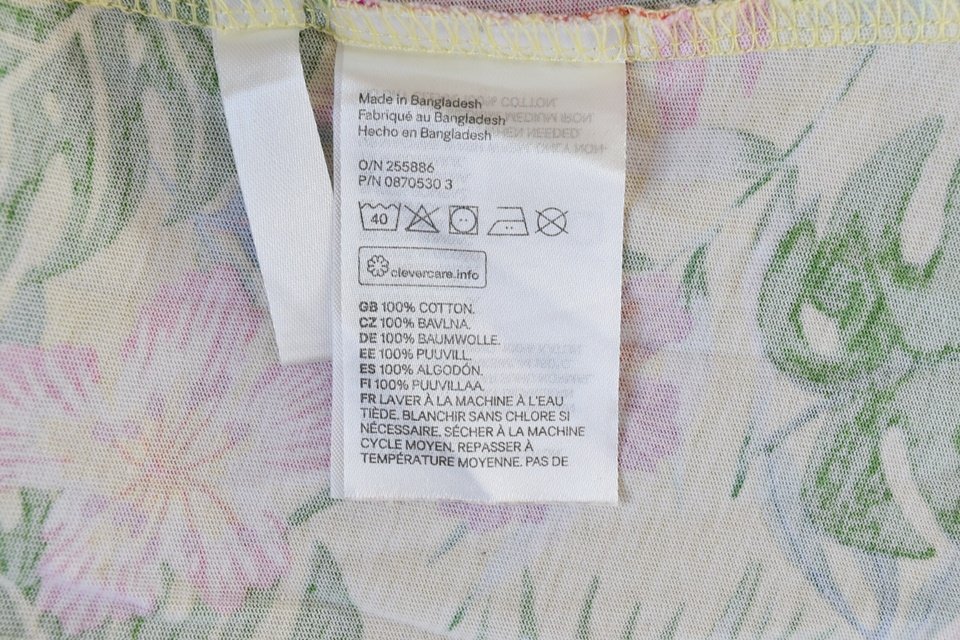 Made in Bangladesh
Fabriqué au Bangladesh
Hecho en Bangladesh
O/N 255886
P/N 0870530 3
40
clevercare.info
GB 100% COTTON.
CZ 100% BAVLNA.
DE 100% BAUMWOLLE.
EE 100% PUUVILL.
ES 100% ALGODÓN.
FI 100% PUUVILLAA.
FR LAVER À LA MACHINE À L'EAU
TIÈDE. BLANCHIR SANS CHLORE SI
NÉCESSAIRE. SÉCHER À LA MACHINE
CYCLE MOYEN. REPASSER À
TEMPÉRATURE MOYENNE. PAS DE